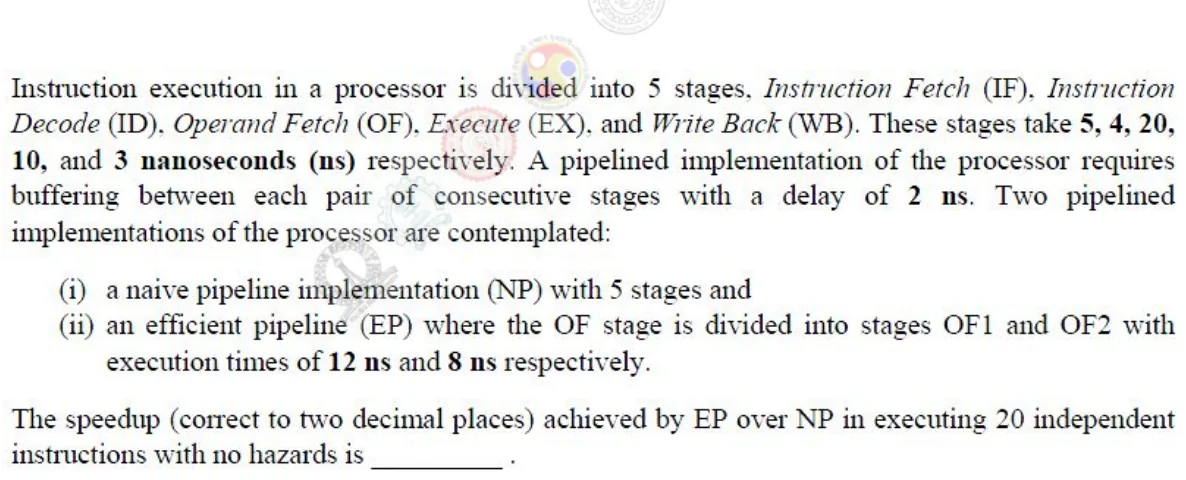 Instruction execution in a processor is divided into 5 stages, Instruction Fetch (IF), Instruction
Decode (ID), Operand Fetch (OF), Execute (EX), and Write Back (WB). These stages take 5, 4, 20,
10, and 3 nanoseconds (ns) respectively. A pipelined implementation of the processor requires
buffering between each pair of consecutive stages with a delay of 2 ns. Two pipelined
implementations of the processor are contemplated:
(i) a naive pipeline implementation (NP) with 5 stages and
(ii) an efficient pipeline (EP) where the OF stage is divided into stages OF1 and OF2 with
execution times of 12 ns and 8 ns respectively.
The speedup (correct to two decimal places) achieved by EP over NP in executing 20 independent
instructions with no hazards is __________ .